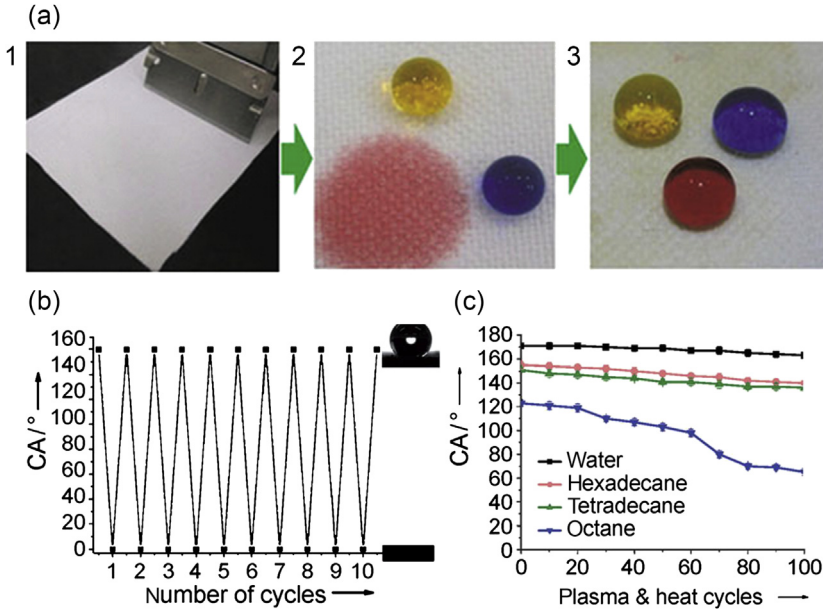 (a)
1
2
3
(b)
160
140
120
100
80
60
40
20
0
CA/°
1 2 3 4 5 6 7 8 9 10
Number of cycles
(c)
180
160
140
120
100
80
60
40
20
0
CA/°
Water
Hexadecane
Tetradecane
Octane
0 20 40 60 80 100
Plasma & heat cycles